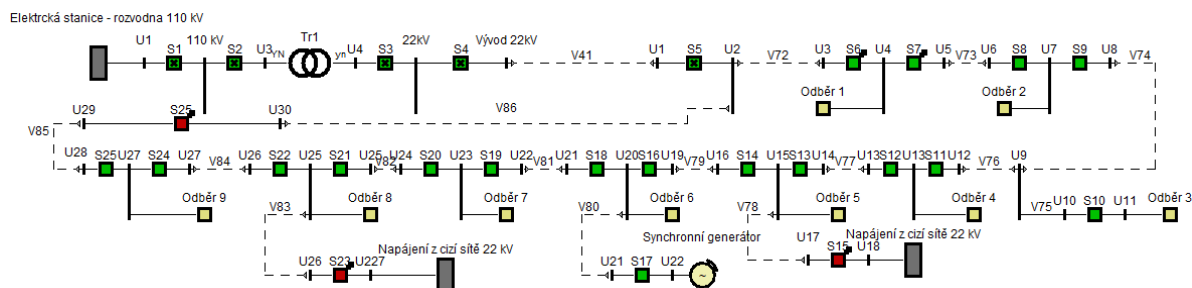 Elektrcká stanice - rozvodna 110 kV
U1 S1 110 kV S2 U3 YN Tr1 yn U4 S3 22kV S4 Vývod 22kV V41 U1 S5 U2 V72 U3 S6 U4 S7 U5 V73 U6 S8 U7 S9 U8 V74
Odběr 1 Odběr 2
U29 S25 U30 V86
V85
U28 S25 U27 S24 U27 V84 U26 S22 U25 S21 U25 V82 U24 S20 U23 S19 U22 V81 U21 S18 U20 S16 U19 V79 U16 S14 U15 S13 U14 V77 U13 S12 U13 S11 U12 V76 U9
Odběr 9 V83 Odběr 8 Odběr 7 V80 Odběr 6 V78 Odběr 5 Odběr 4 V75 U10 S10 U11 Odběr 3
Napájení z cizí sítě 22 kV Synchronní generátor Napájení z cizí sítě 22 kV
U17 S15 U18
U26 S23 U227 U21 S17 U22 ~